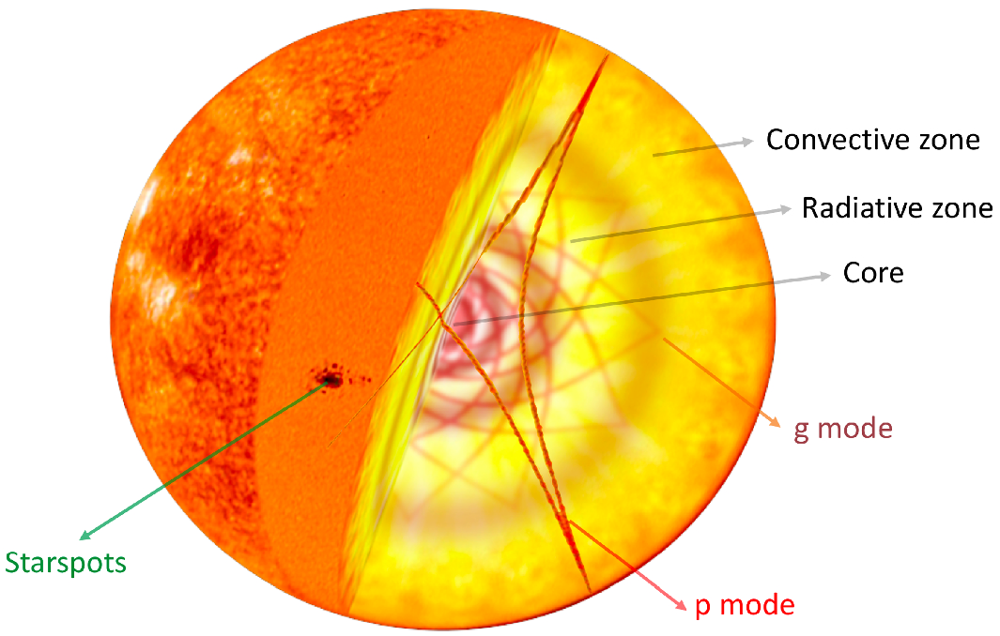 Convective zone
Radiative zone
Core
g mode
Starspots
p mode